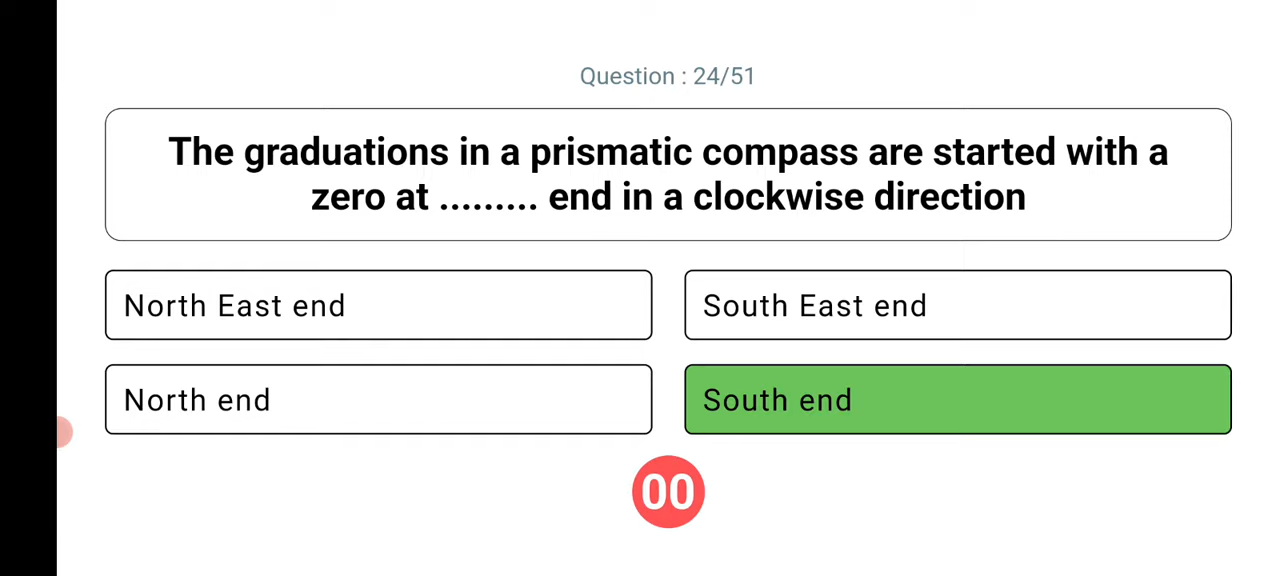 Question : 24/51
The graduations in a prismatic compass are started with a
zero at ......... end in a clockwise direction
North East end
South East end
North end
South end
00